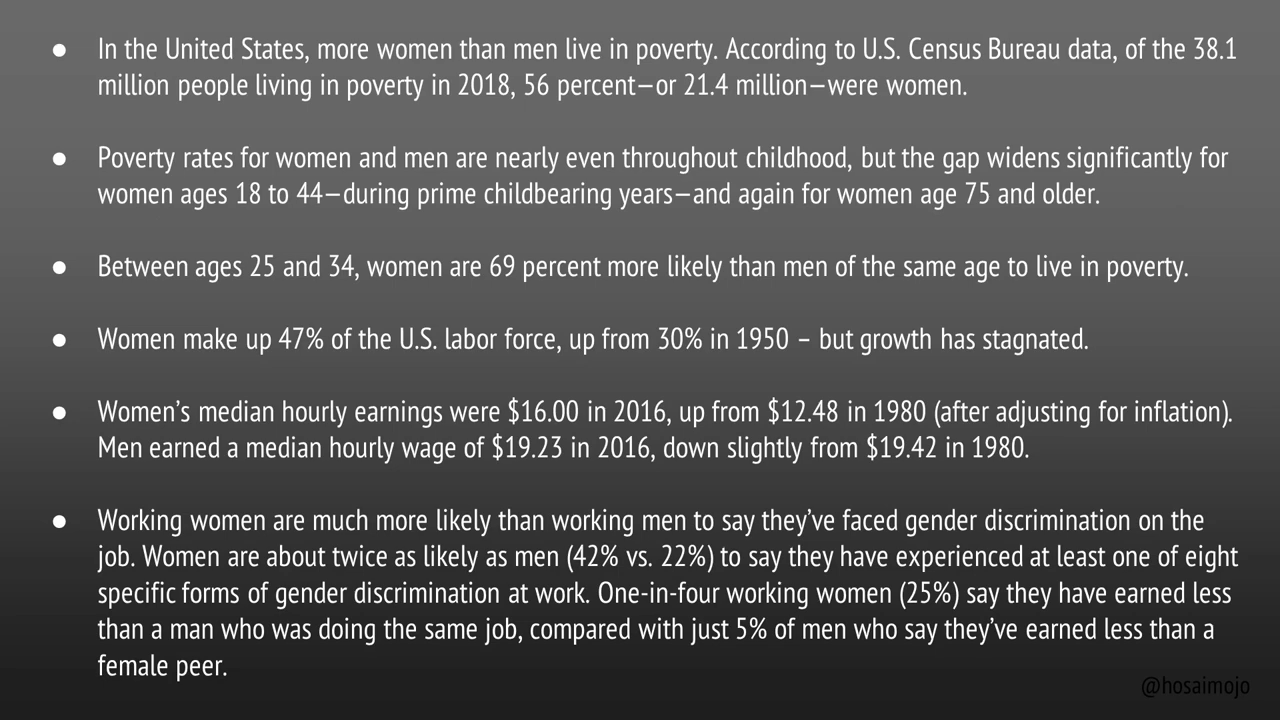 ● In the United States, more women than men live in poverty. According to U.S. Census Bureau data, of the 38.1
million people living in poverty in 2018, 56 percent—or 21.4 million—were women.
● Poverty rates for women and men are nearly even throughout childhood, but the gap widens significantly for
women ages 18 to 44—during prime childbearing years—and again for women age 75 and older.
● Between ages 25 and 34, women are 69 percent more likely than men of the same age to live in poverty.
● Women make up 47% of the U.S. labor force, up from 30% in 1950 – but growth has stagnated.
● Women’s median hourly earnings were $16.00 in 2016, up from $12.48 in 1980 (after adjusting for inflation).
Men earned a median hourly wage of $19.23 in 2016, down slightly from $19.42 in 1980.
● Working women are much more likely than working men to say they’ve faced gender discrimination on the
job. Women are about twice as likely as men (42% vs. 22%) to say they have experienced at least one of eight
specific forms of gender discrimination at work. One-in-four working women (25%) say they have earned less
than a man who was doing the same job, compared with just 5% of men who say they’ve earned less than a
female peer.
@hosaimojo